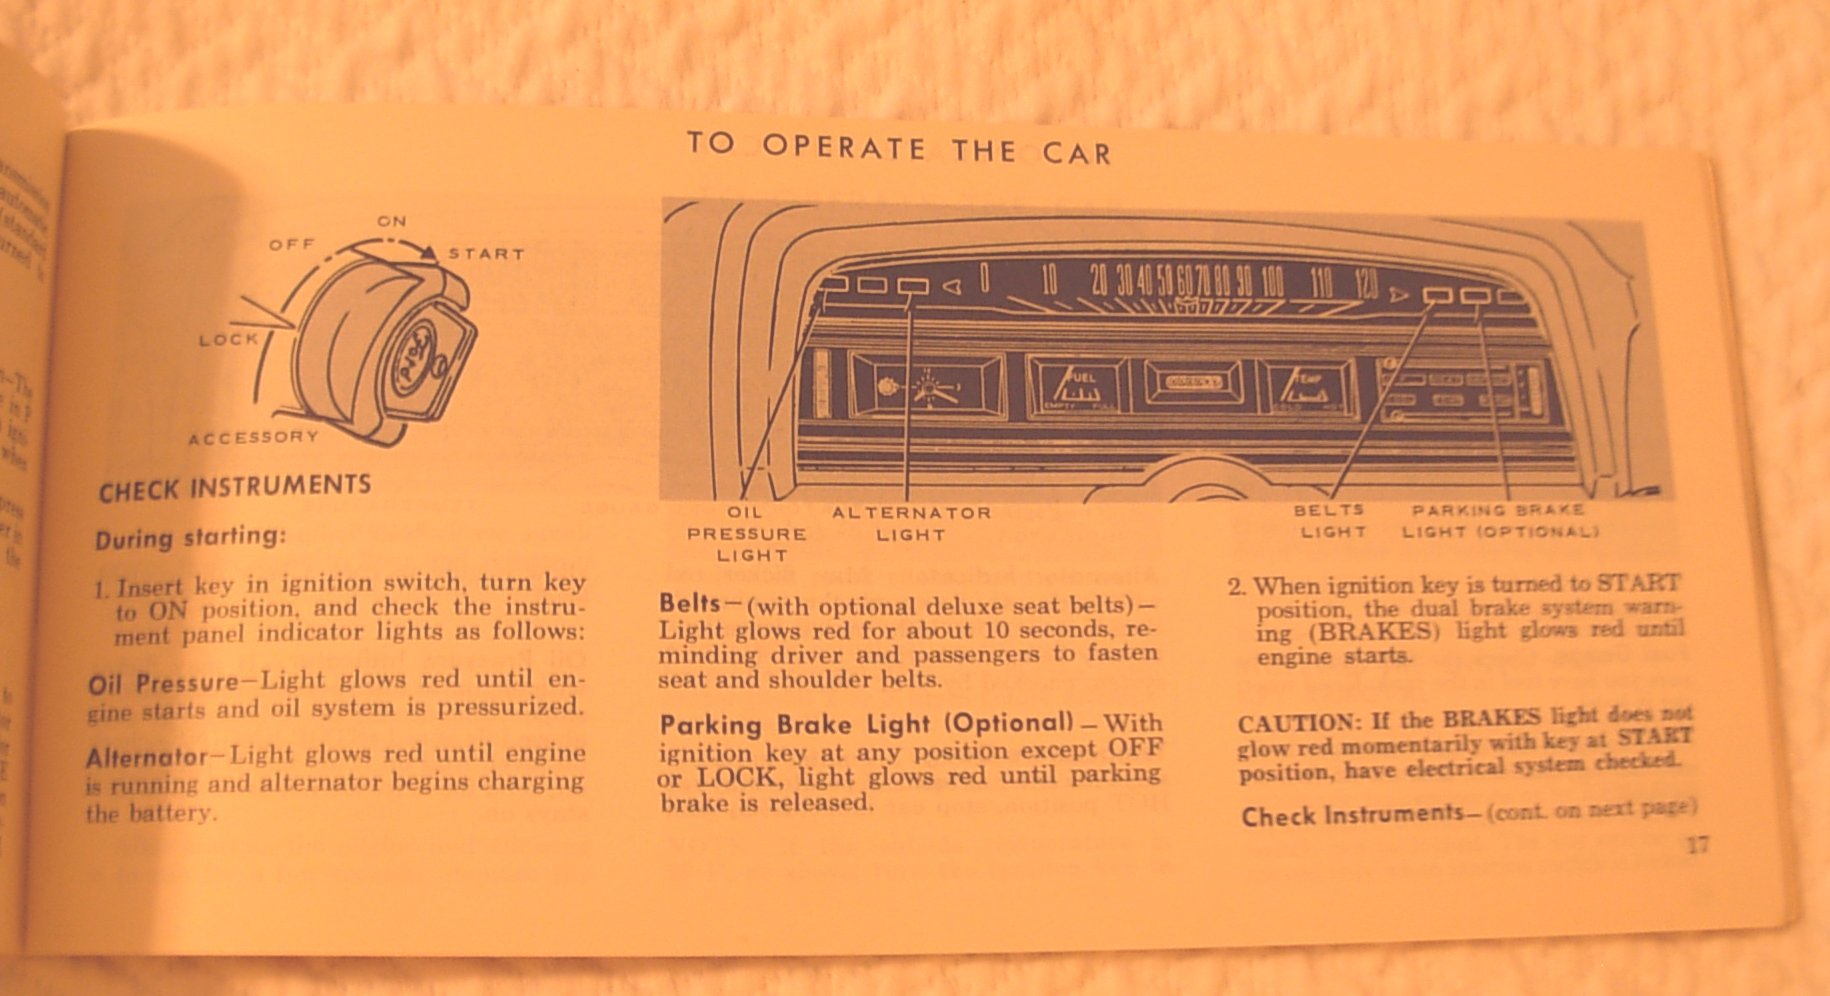 TO OPERATE THE CAR
ON
OFF
START
LOCK
Ford
ACCESSORY
0 10 20 30 40 50 60 70 80 90 100 110 120
FUEL
EMPTY FULL
TEMP
COLD HOT
OIL
PRESSURE
LIGHT
ALTERNATOR
LIGHT
BELTS
LIGHT
PARKING BRAKE
LIGHT (OPTIONAL)
CHECK INSTRUMENTS
During starting:
1. Insert key in ignition switch, turn key
to ON position, and check the instru-
ment panel indicator lights as follows:
Oil Pressure—Light glows red until en-
gine starts and oil system is pressurized.
Alternator—Light glows red until engine
is running and alternator begins charging
the battery.
Belts—(with optional deluxe seat belts)—
Light glows red for about 10 seconds, re-
minding driver and passengers to fasten
seat and shoulder belts.
Parking Brake Light (Optional)—With
ignition key at any position except OFF
or LOCK, light glows red until parking
brake is released.
2. When ignition key is turned to START
position, the dual brake system warn-
ing (BRAKES) light glows red until
engine starts.
CAUTION: If the BRAKES light does not
glow red momentarily with key at START
position, have electrical system checked.
Check Instruments—(cont. on next page)
17